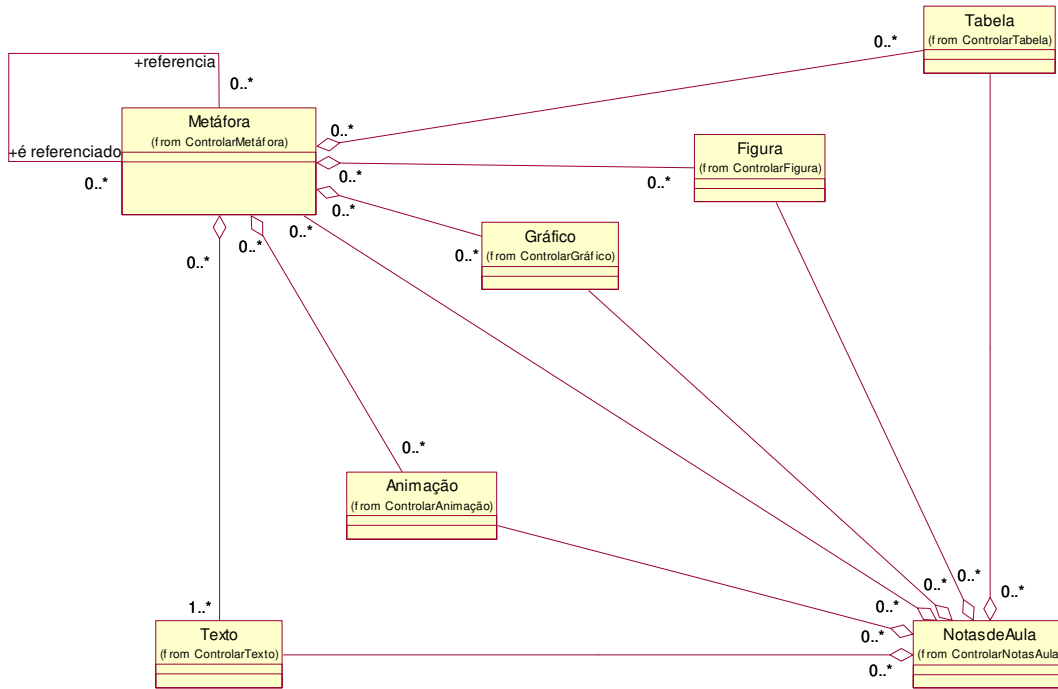 Tabela
(from ControlarTabela)
0..*
+referencia
0..*
Metáfora
(from ControlarMetáfora)
0..*
+é referenciado
0..*
0..*
Figura
(from ControlarFigura)
0..*
0..*
Gráfico
(from ControlarGráfico)
0..*
0..*
0..*
0..*
0..*
Animação
(from ControlarAnimação)
0..*
0..*
0..*
0..*
1..*
0..*
Texto
(from ControlarTexto)
0..*
NotasdeAula
(from ControlarNotasAula